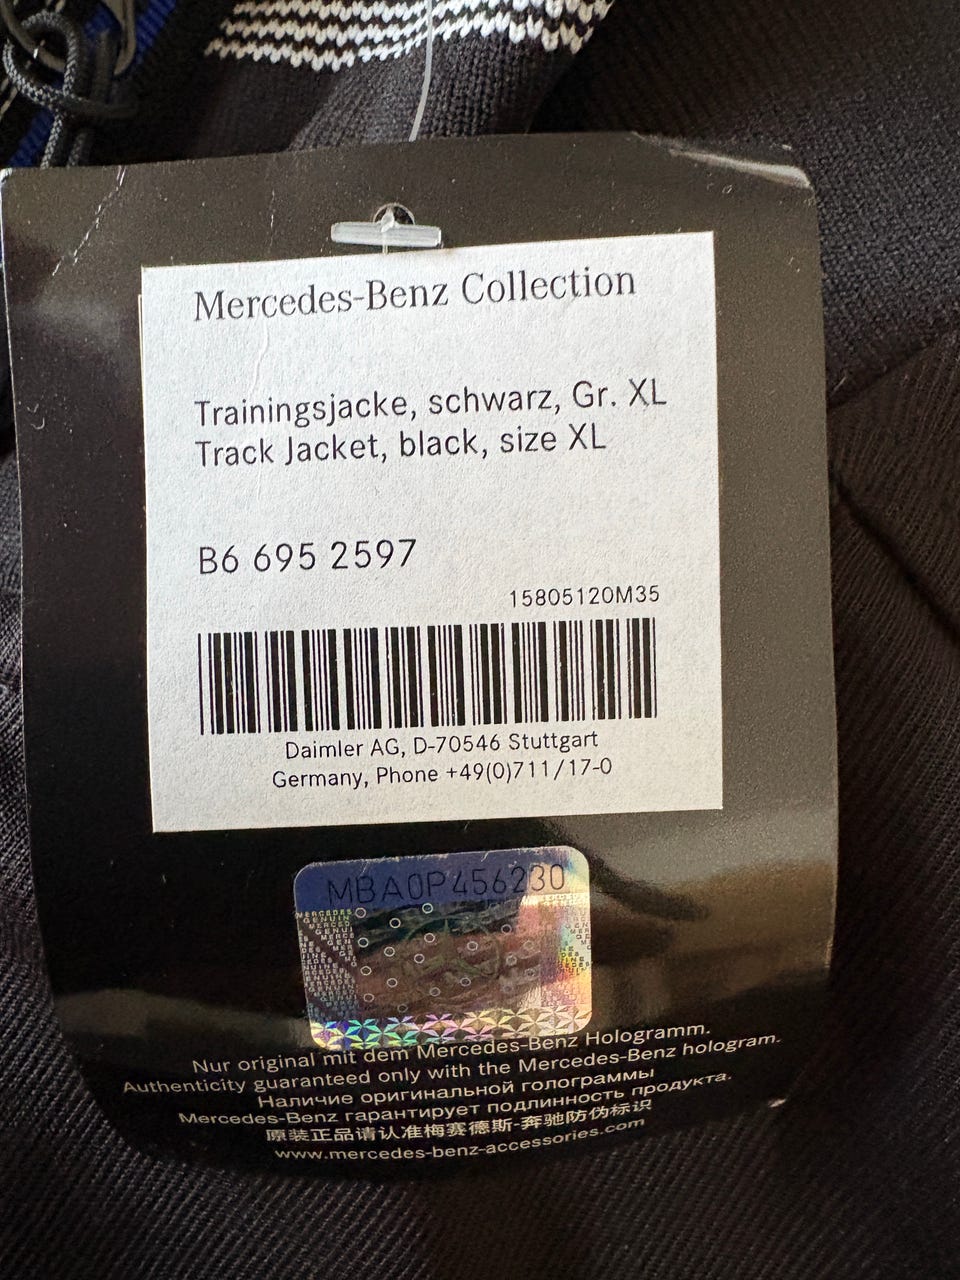 Mercedes-Benz Collection
Trainingsjacke, schwarz, Gr. XL
Track Jacket, black, size XL
B6 695 2597
15805120M35
Daimler AG, D-70546 Stuttgart
Germany, Phone +49(0)711/17-0
MBA0P456230
Nur original mit dem Mercedes-Benz Hologramm.
Authenticity guaranteed only with the Mercedes-Benz hologram.
Наличие оригинальной голограммы
Mercedes-Benz гарантирует подлинность продукта.
原装正品请认准梅赛德斯-奔驰防伪标识
www.mercedes-benz-accessories.com